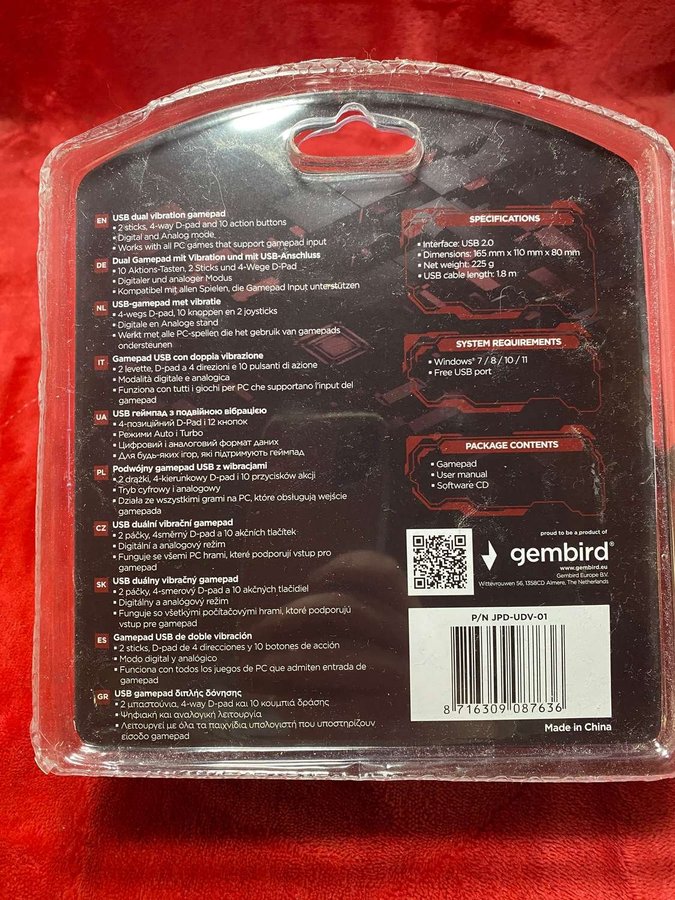 EN USB dual vibration gamepad
• 2 sticks, 4-way D-pad and 10 action buttons
• Digital and Analog mode
• Works with all PC games that support gamepad input
DE Dual Gamepad mit Vibration und mit USB-Anschluss
• 10 Aktions-Tasten, 2 Sticks und 4-Wege D-Pad
• Digitaler und analoger Modus
• Kompatibel mit allen Spielen, die Gamepad Input unterstützen
NL USB-gamepad met vibratie
• 4-wegs D-pad, 10 knoppen en 2 joysticks
• Digitale en Analoge stand
• Werkt met alle PC-spellen die het gebruik van gamepads
ondersteunen
IT Gamepad USB con doppia vibrazione
• 2 levette, D-pad a 4 direzioni e 10 pulsanti di azione
• Modalità digitale e analogica
• Funziona con tutti i giochi per PC che supportano l'input del
gamepad
UA USB геймпад з подвійною вібрацією
• 4-позиційний D-Pad і 12 кнопок
• Режими Auto і Turbo
• Цифровий і аналоговий формат даних
• Для будь-яких ігор, які підтримують геймпад
PL Podwójny gamepad USB z wibracjami
• 2 drążki, 4-kierunkowy D-pad i 10 przycisków akcji
• Tryb cyfrowy i analogowy
• Działa ze wszystkimi grami na PC, które obsługują wejście
gamepada
CZ USB duální vibrační gamepad
• 2 páčky, 4směrný D-pad a 10 akčních tlačítek
• Digitální a analogový režim
• Funguje se všemi PC hrami, které podporují vstup pro
gamepad
SK USB duálny vibračný gamepad
• 2 páčky, 4-smerový D-pad a 10 akčných tlačidiel
• Digitálny a analógový režim
• Funguje so všetkými počítačovými hrami, ktoré podporujú
vstup pre gamepad
ES Gamepad USB de doble vibración
• 2 sticks, D-pad de 4 direcciones y 10 botones de acción
• Modo digital y analógico
• Funciona con todos los juegos de PC que admiten entrada de
gamepad
GR USB gamepad διπλής δόνησης
• 2 μπαστούνια, 4-way D-pad και 10 κουμπιά δράσης
• Ψηφιακή και αναλογική λειτουργία
• Λειτουργεί με όλα τα παιχνίδια υπολογιστή που υποστηρίζουν
είσοδο gamepad
SPECIFICATIONS
• Interface: USB 2.0
• Dimensions: 165 mm x 110 mm x 80 mm
• Net weight: 225 g
• USB cable length: 1.8 m
SYSTEM REQUIREMENTS
• Windows® 7 / 8 / 10 / 11
• Free USB port
PACKAGE CONTENTS
• Gamepad
• User manual
• Software CD
proud to be a product of
gembird®
www.gembird.eu
Gembird Europe B.V.
Wittevrouwen 56, 1358CD Almere, The Netherlands
P/N JPD-UDV-01
8 716309 087636
Made in China